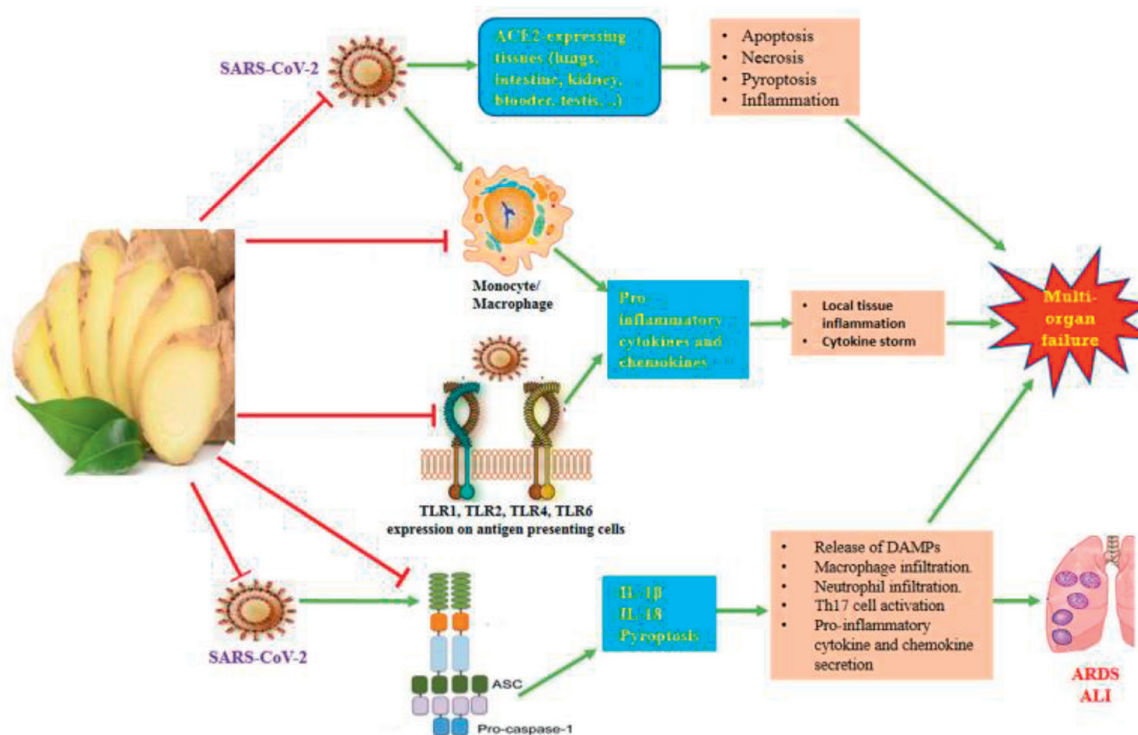 SARS-CoV-2
ACE2-expressing
tissues (lungs,
intestine, kidney,
blooder, testis, ..)
• Apoptosis
• Necrosis
• Pyroptosis
• Inflammation
Monocyte/
Macrophage
Pro
inflammatory
cytokines and
chemokines
• Local tissue
inflammation
• Cytokine storm
Multi-
organ
failure
TLR1, TLR2, TLR4, TLR6
expression on antigen presenting cells
SARS-CoV-2
ASC
Pro-caspase-1
IL-1β
IL-18
Pyroptosis
• Release of DAMPs
• Macrophage infiltration.
• Neutrophil infiltration.
• Th17 cell activation
• Pro-inflammatory
cytokine and chemokine
secretion
ARDS
ALI